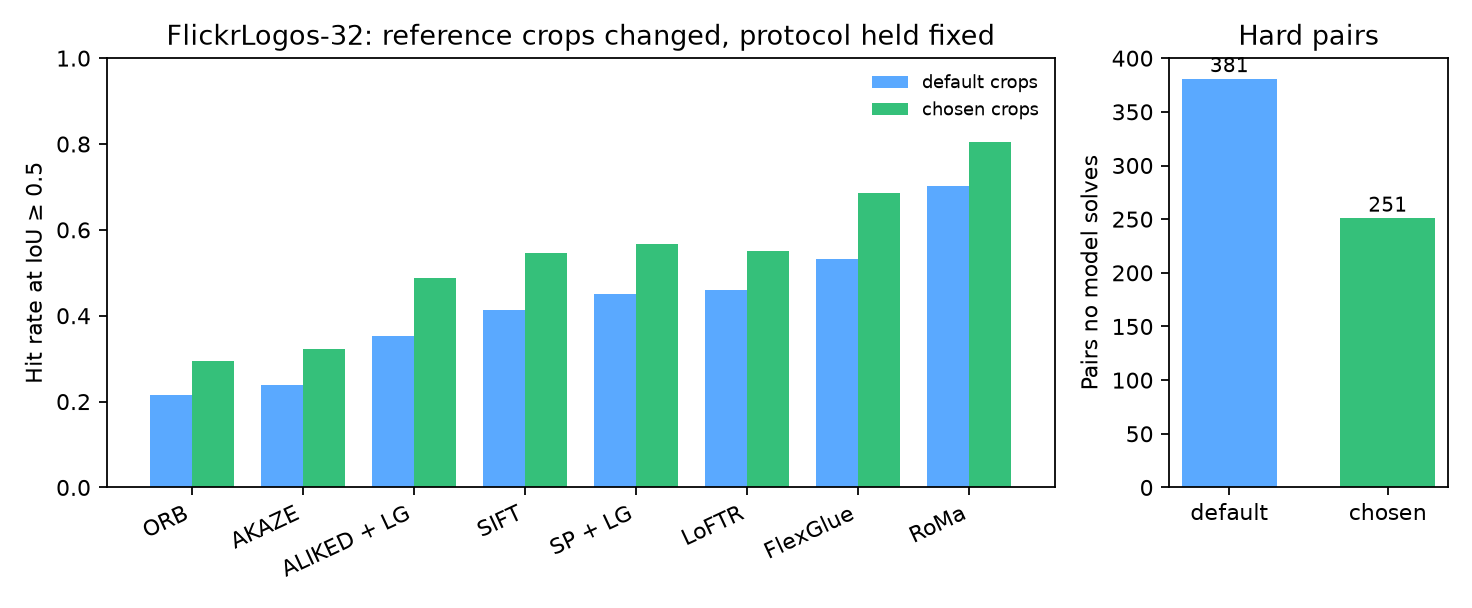 FlickrLogos-32: reference crops changed, protocol held fixed
Hit rate at IoU ≥ 0.5
1.0
0.8
0.6
0.4
0.2
0.0
default crops
chosen crops
ORB
AKAZE
ALIKED + LG
SIFT
SP + LG
LoFTR
FlexGlue
RoMa
Hard pairs
Pairs no model solves
400
350
300
250
200
150
100
50
0
381
251
default
chosen